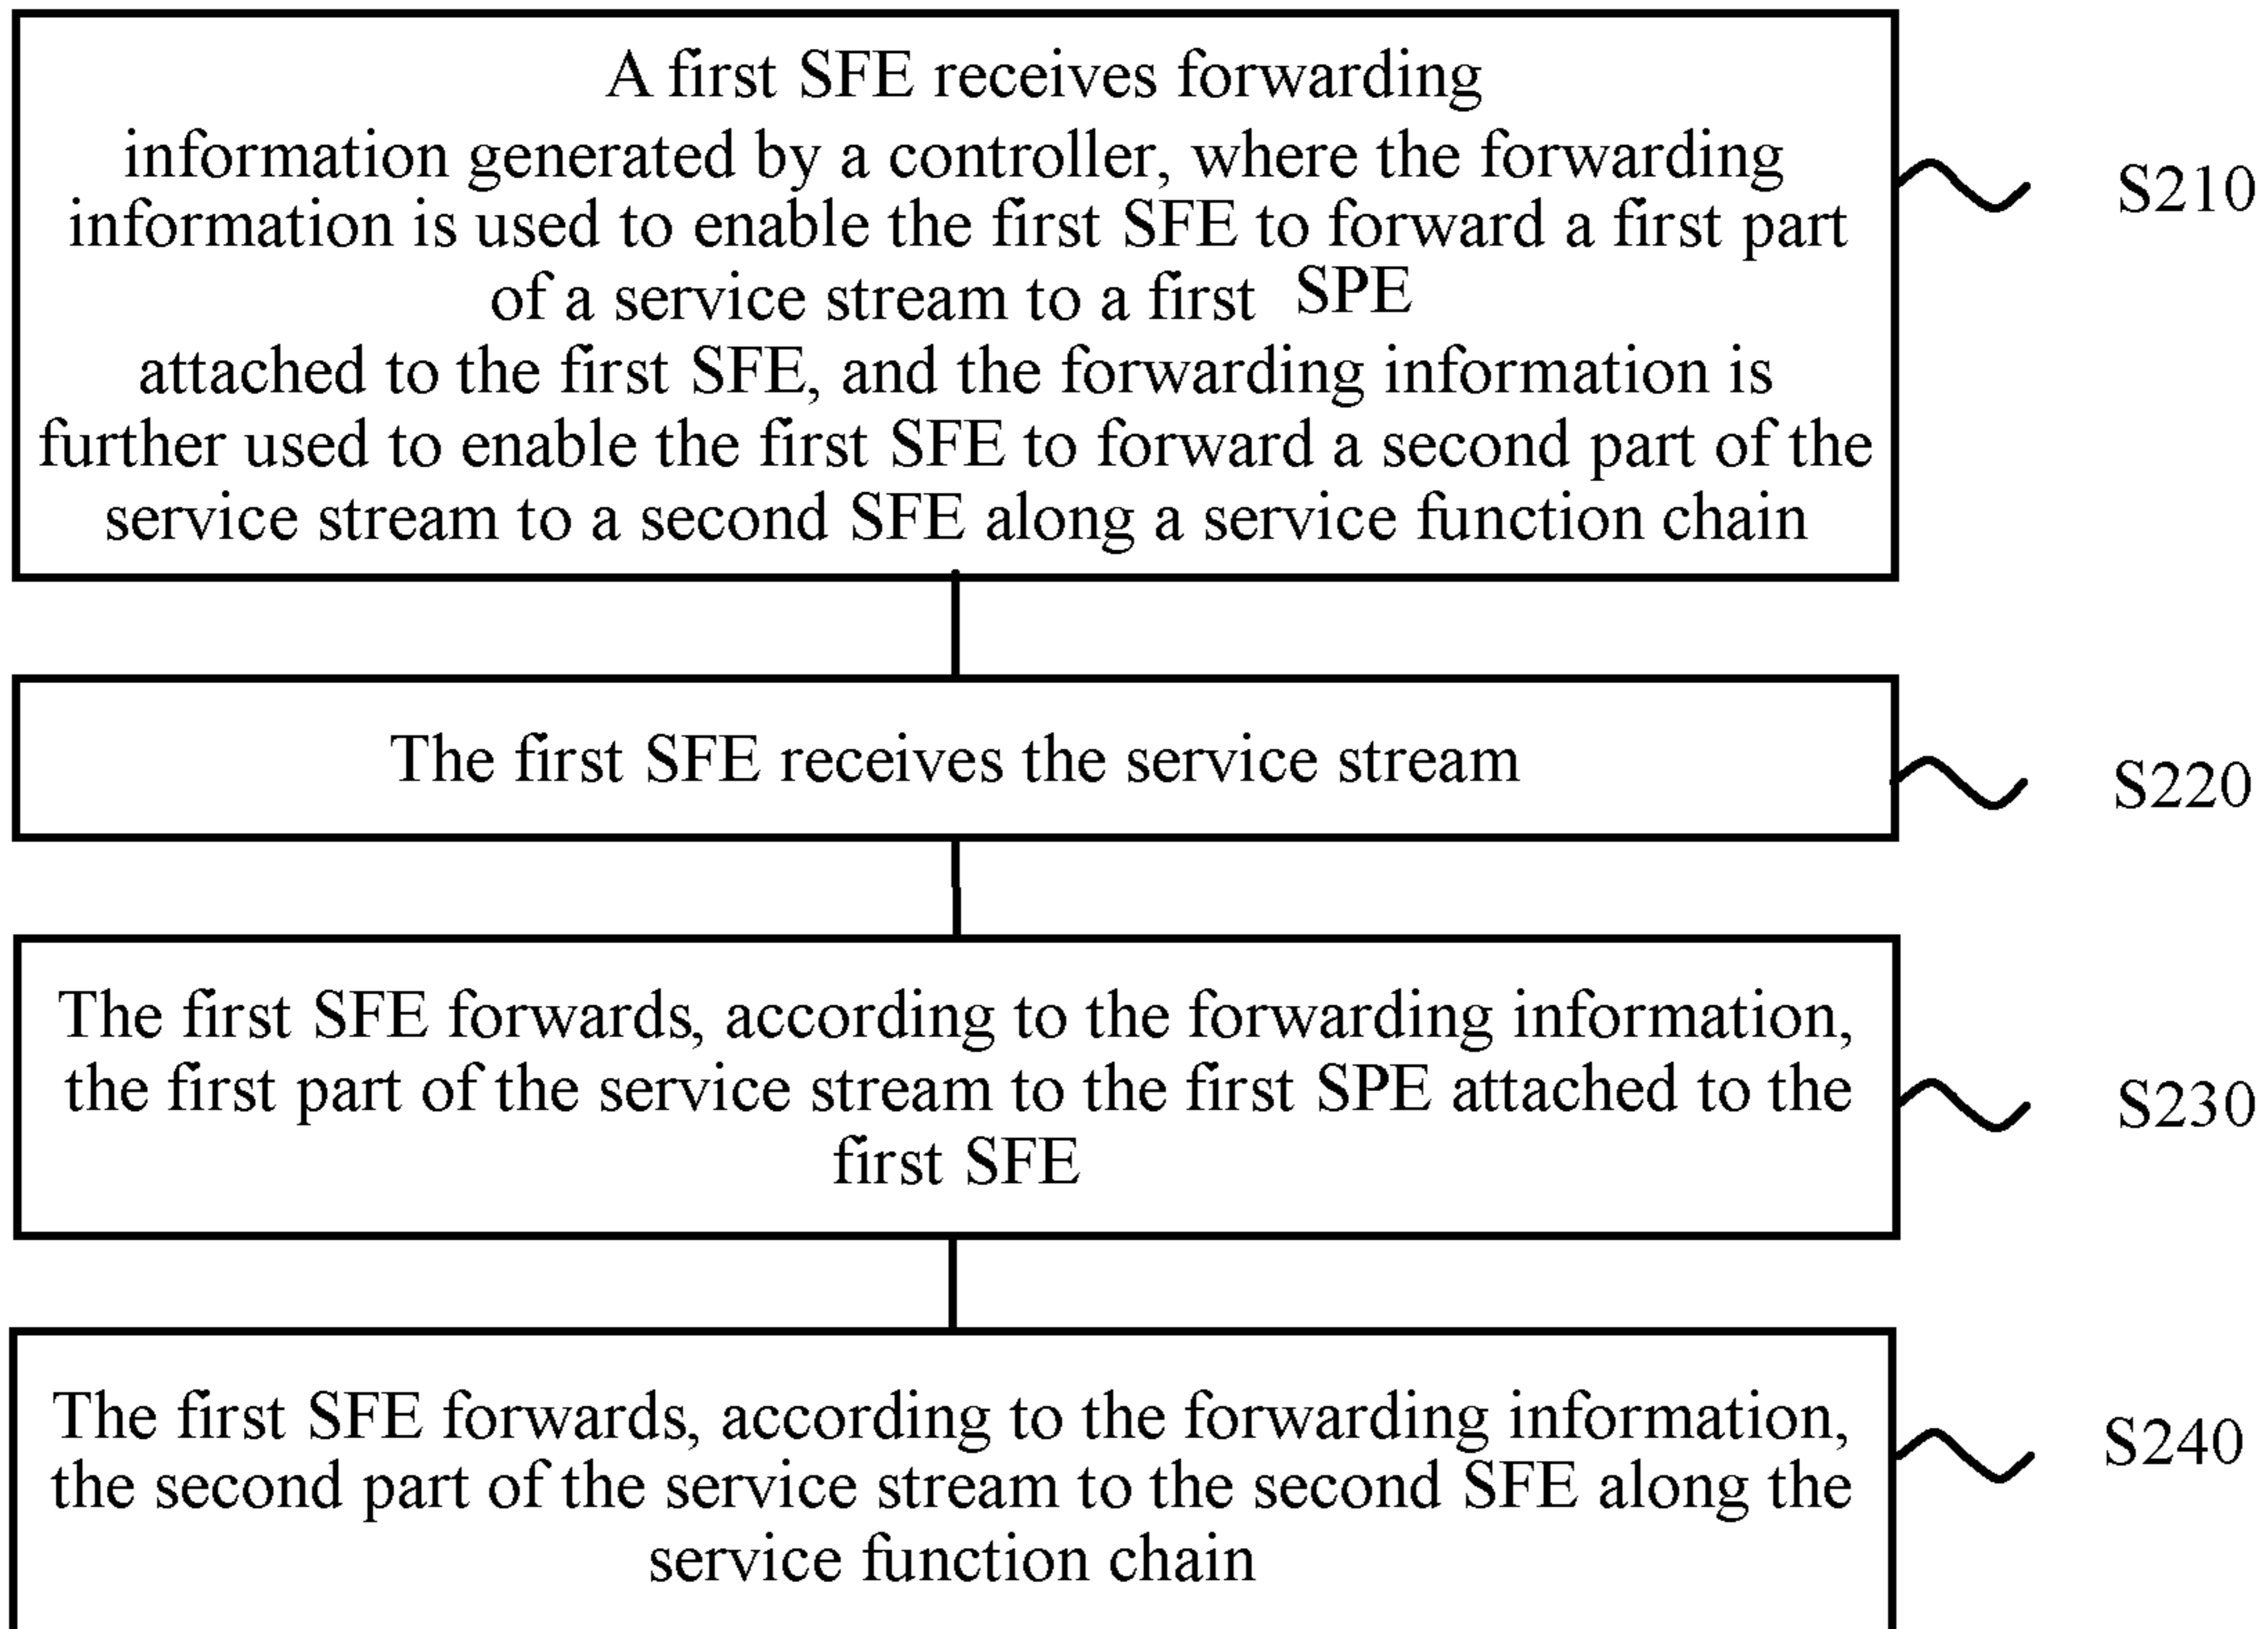 A first SFE receives forwarding
information generated by a controller, where the forwarding
information is used to enable the first SFE to forward a first part
of a service stream to a first SPE
attached to the first SFE, and the forwarding information is
further used to enable the first SFE to forward a second part of the
service stream to a second SFE along a service function chain
S210
The first SFE receives the service stream
S220
The first SFE forwards, according to the forwarding information,
the first part of the service stream to the first SPE attached to the
first SFE
S230
The first SFE forwards, according to the forwarding information,
the second part of the service stream to the second SFE along the
service function chain
S240